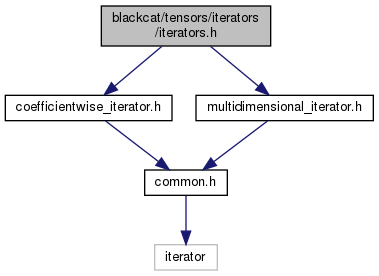 blackcat/tensors/iterators
/iterators.h
coefficientwise_iterator.h
multidimensional_iterator.h
common.h
iterator